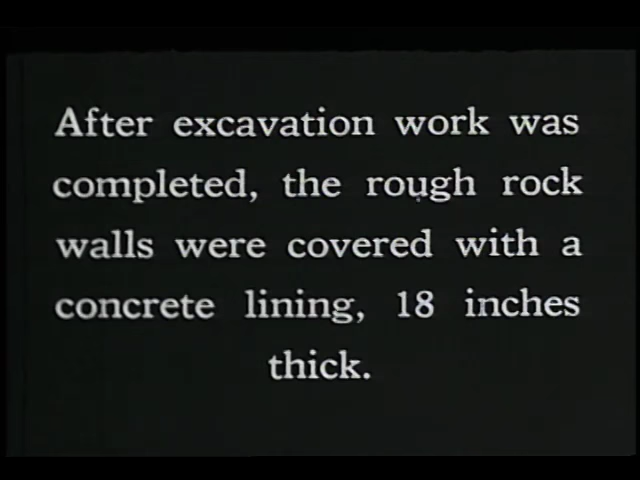 After excavation work was
completed, the rough rock
walls were covered with a
concrete lining, 18 inches
thick.